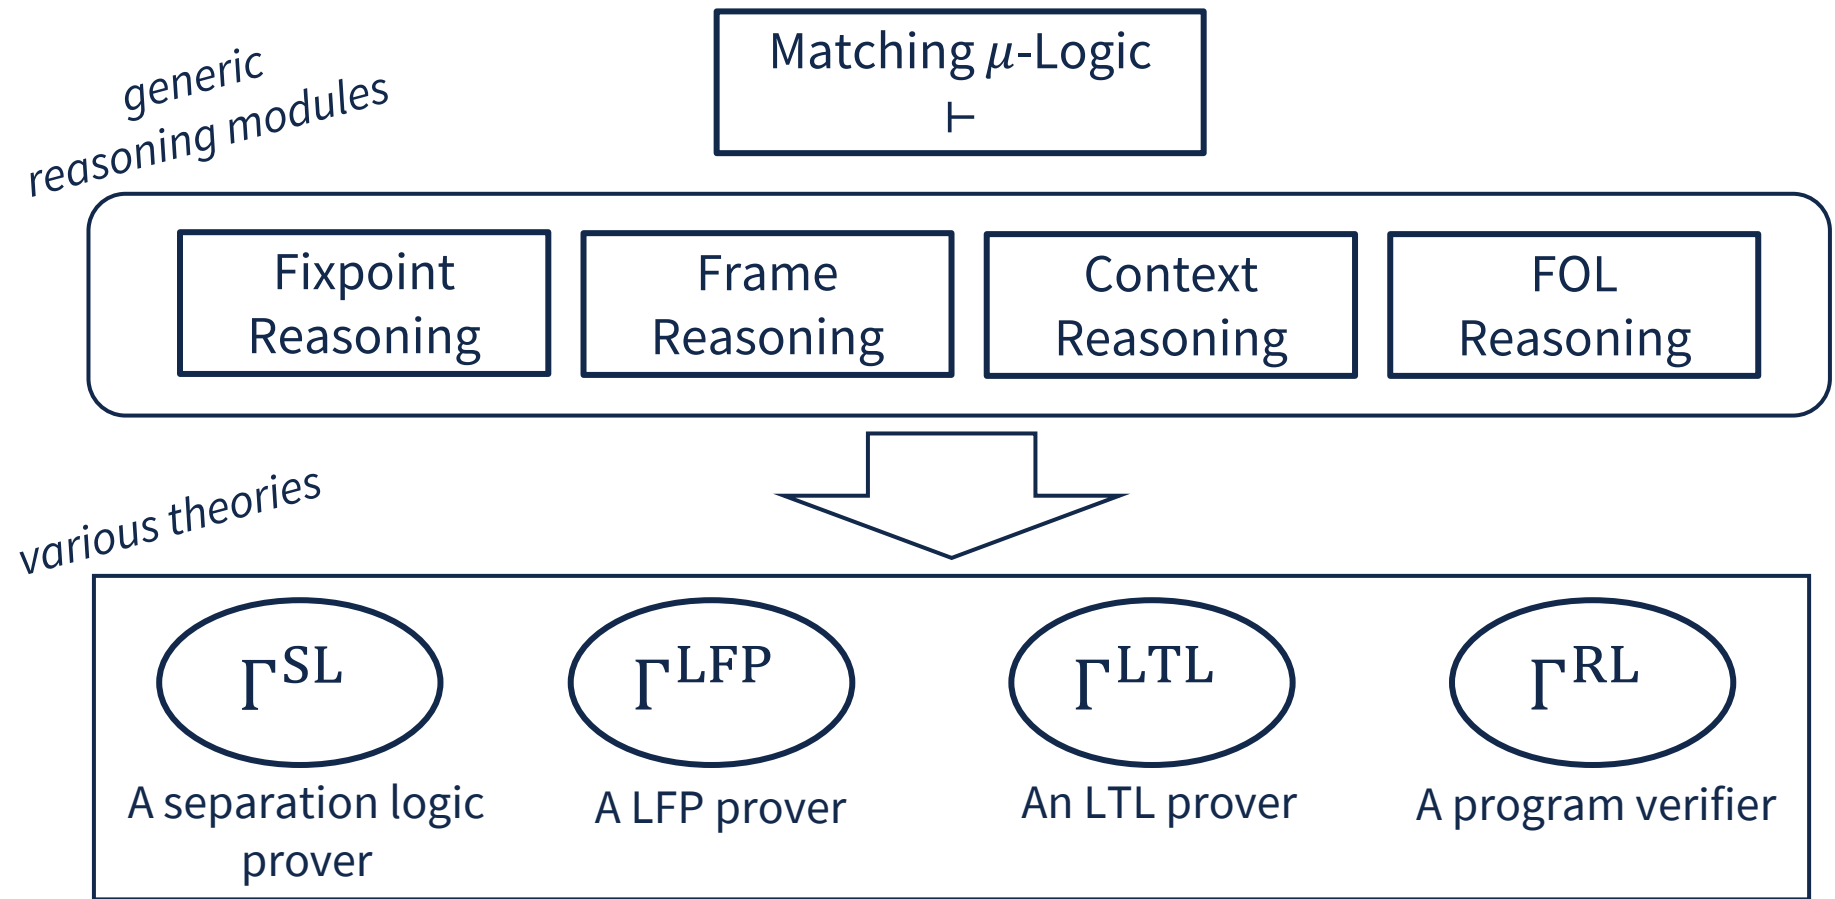 generic
reasoning modules
Matching μ-Logic
⊢
Fixpoint
Reasoning
Frame
Reasoning
Context
Reasoning
FOL
Reasoning
various theories
Γ^SL
A separation logic
prover
Γ^LFP
A LFP prover
Γ^LTL
An LTL prover
Γ^RL
A program verifier